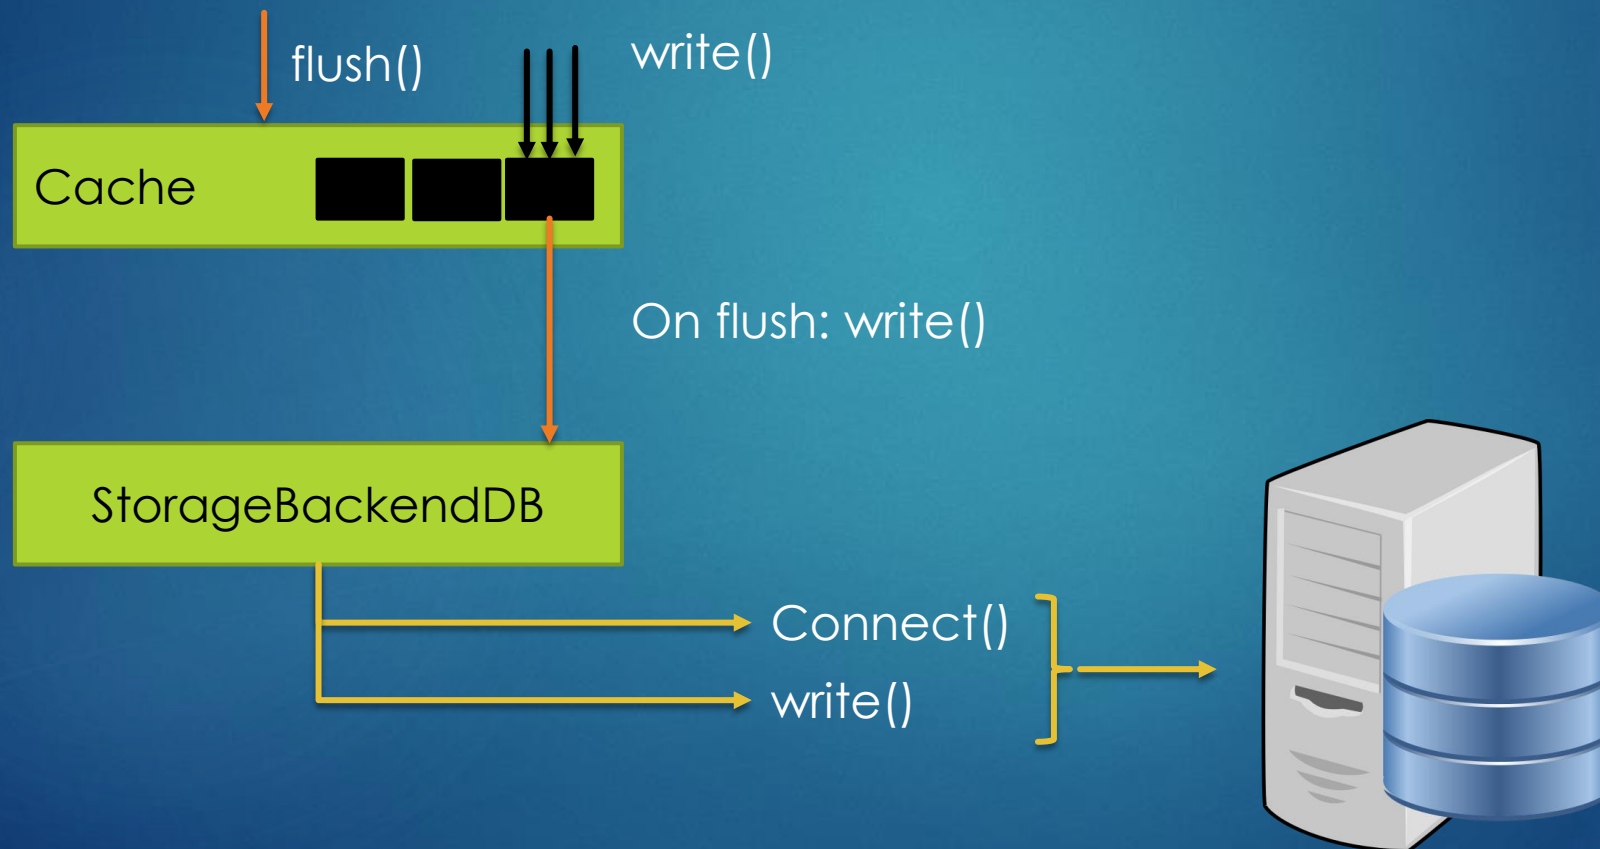 flush()
write()
Cache
On flush: write()
StorageBackendDB
Connect()
write()